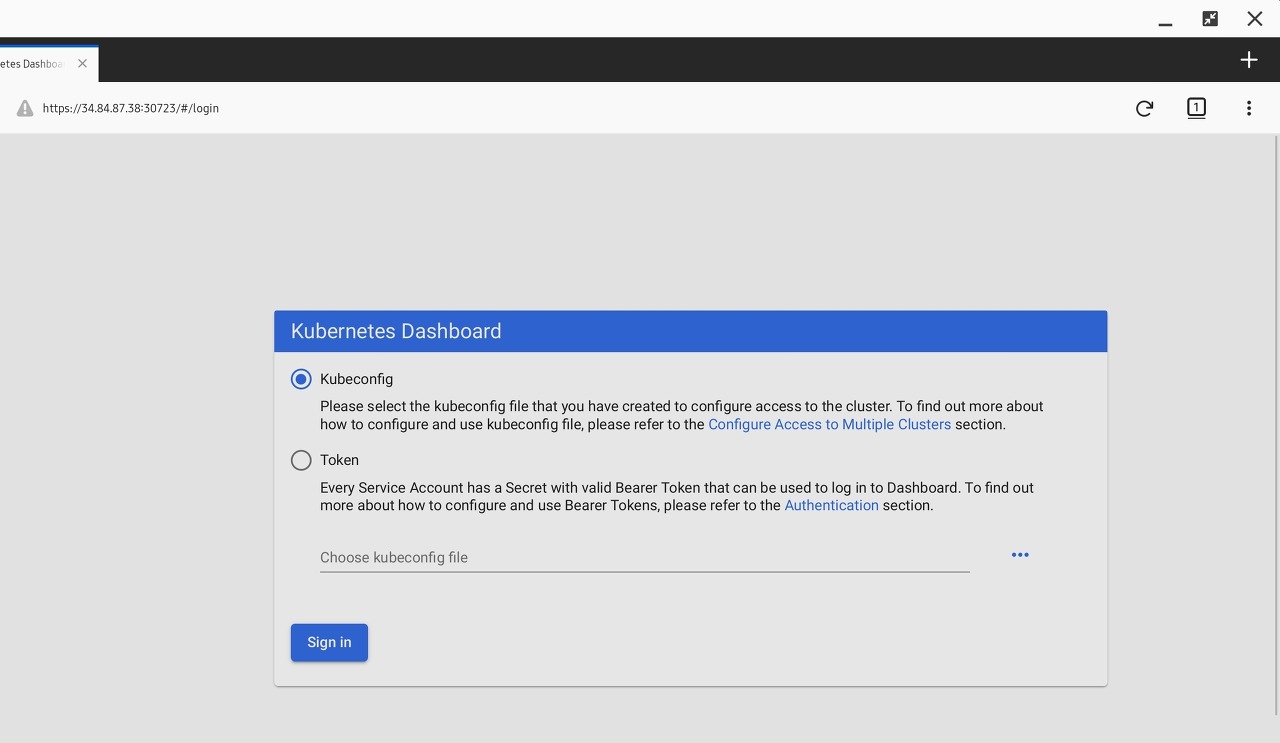 etes Dashboa
https://34.84.87.38:30723/#/login
1
Kubernetes Dashboard
Kubeconfig
Please select the kubeconfig file that you have created to configure access to the cluster. To find out more about
how to configure and use kubeconfig file, please refer to the Configure Access to Multiple Clusters section.
Token
Every Service Account has a Secret with valid Bearer Token that can be used to log in to Dashboard. To find out
more about how to configure and use Bearer Tokens, please refer to the Authentication section.
Choose kubeconfig file
Sign in